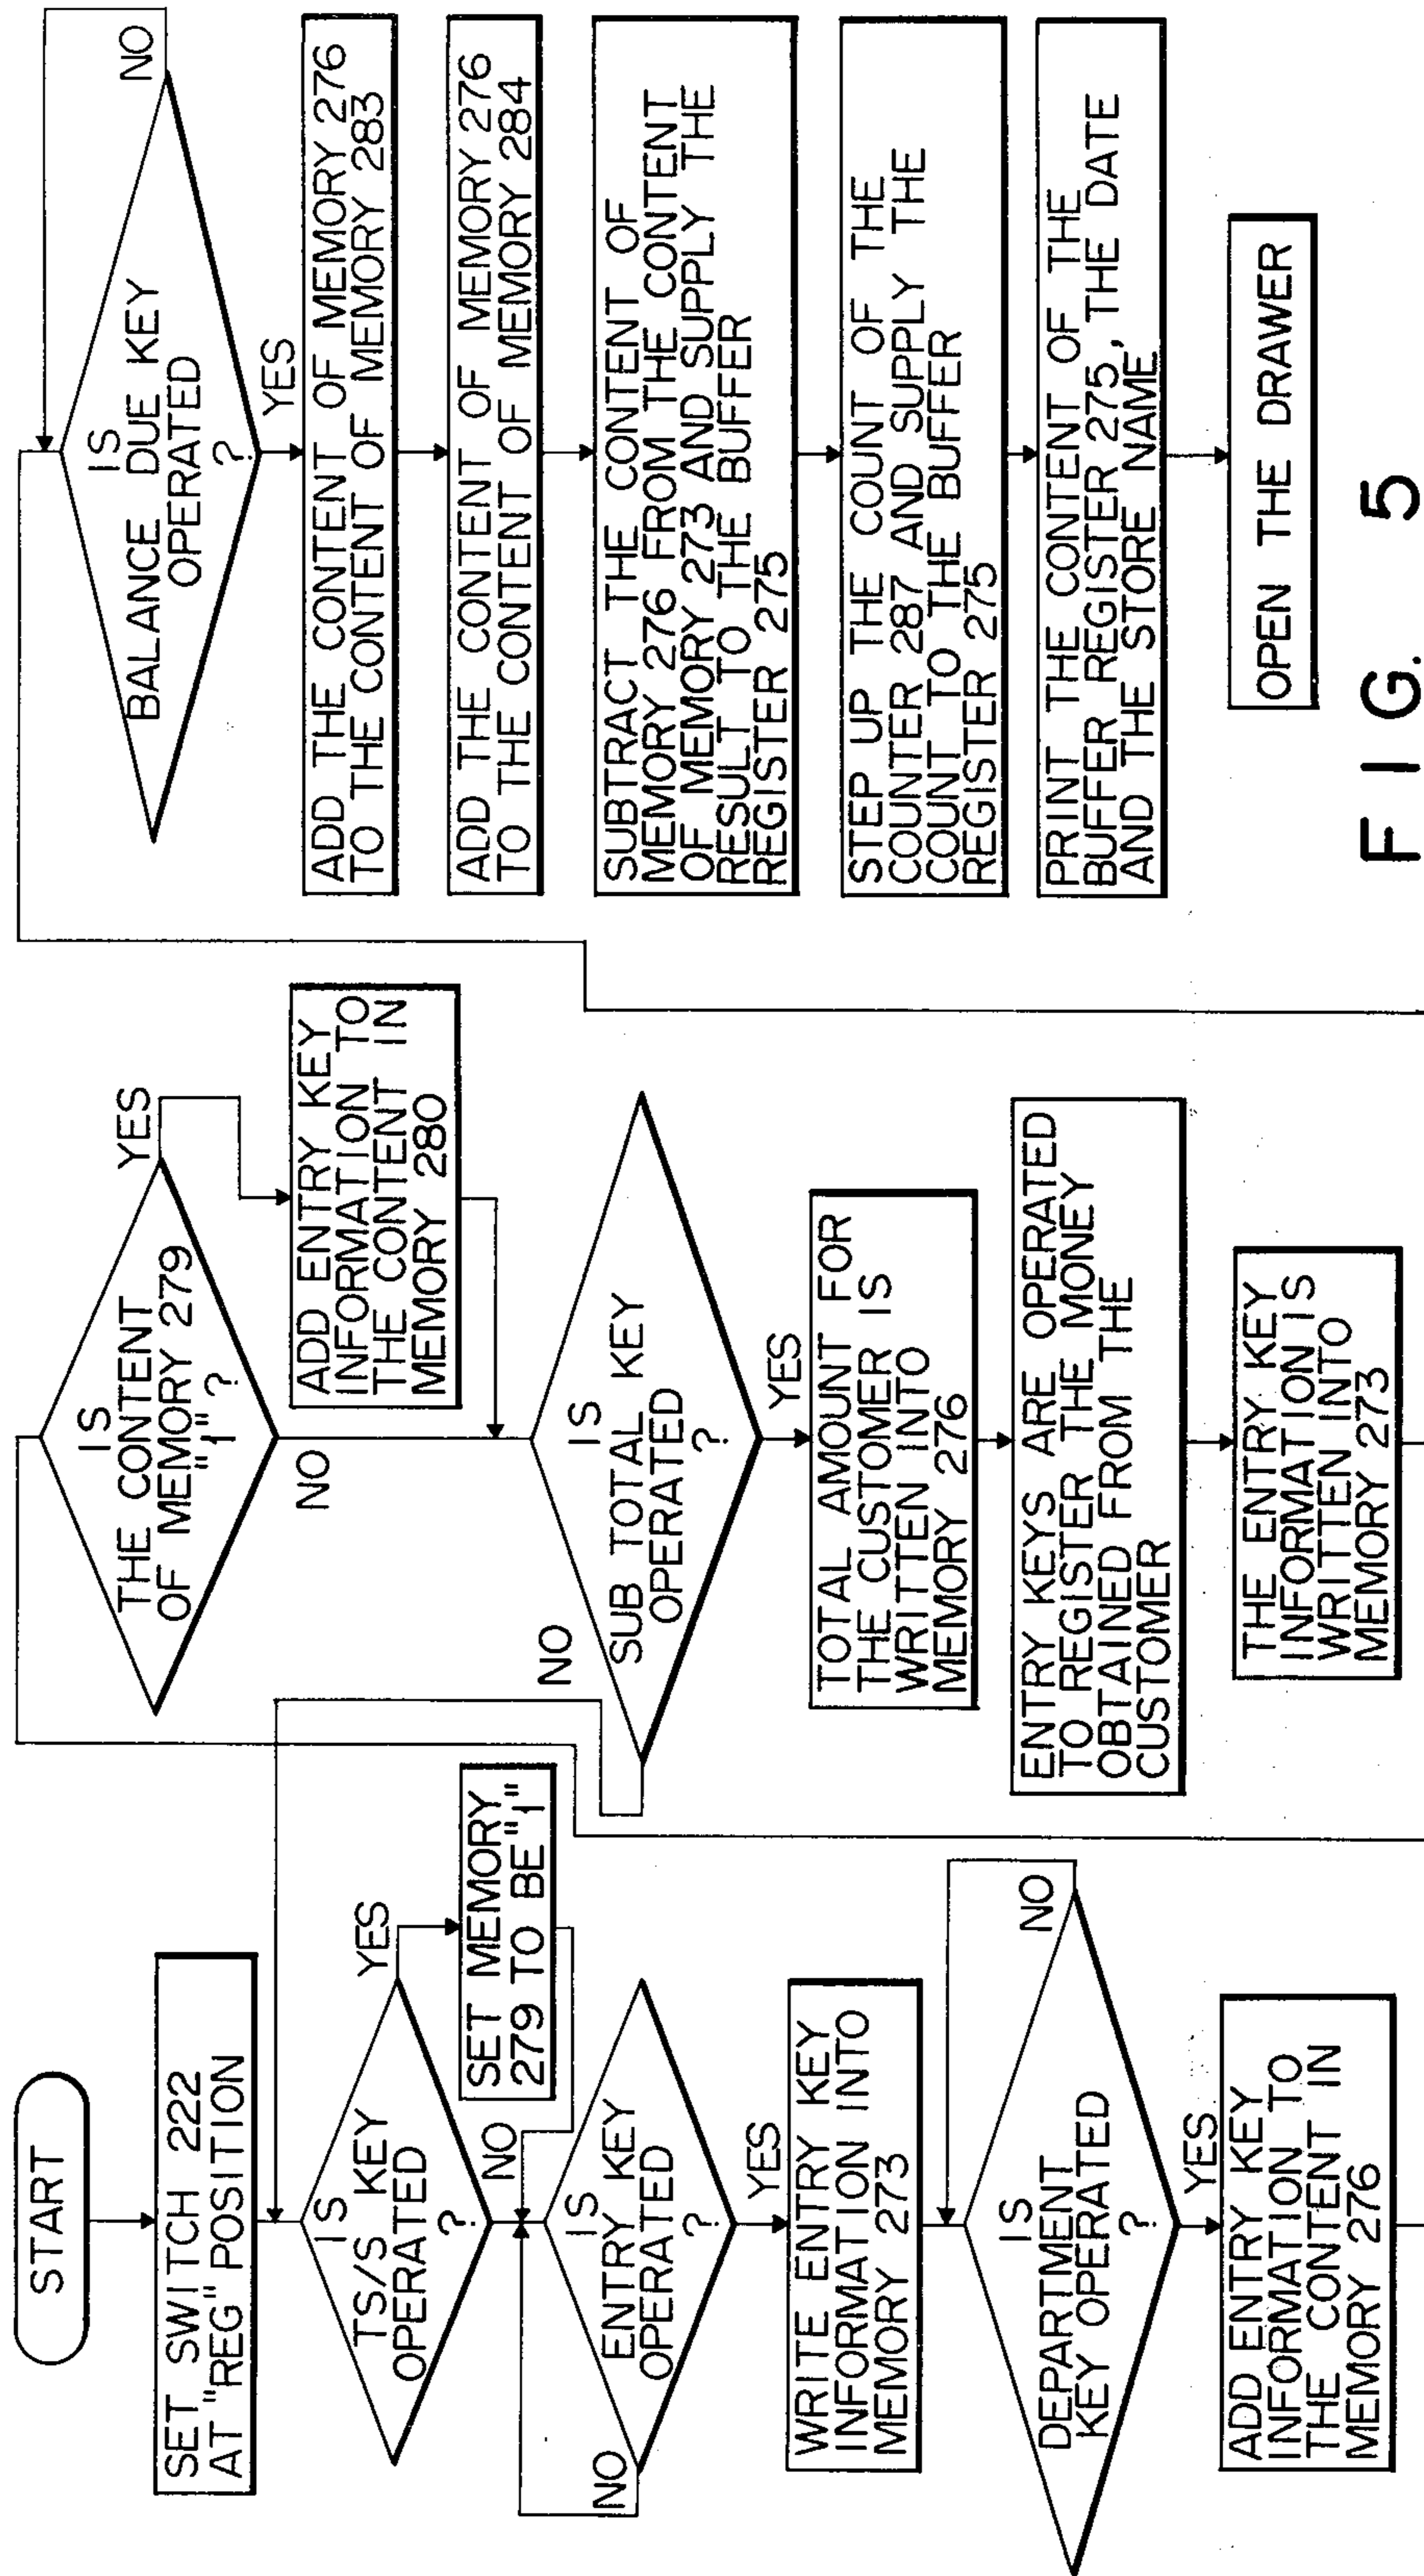 START
SET SWITCH 222
AT "REG" POSITION
IS
TS/S KEY
OPERATED
?
YES
SET MEMORY
279 TO BE "1"
NO
IS
ENTRY KEY
OPERATED
?
NO
YES
WRITE ENTRY KEY
INFORMATION INTO
MEMORY 273
IS
DEPARTMENT
KEY OPERATED
?
NO
YES
ADD ENTRY KEY
INFORMATION TO
THE CONTENT IN
MEMORY 276
IS
THE CONTENT
OF MEMORY 279
"1" ?
YES
NO
ADD ENTRY KEY
INFORMATION TO
THE CONTENT IN
MEMORY 280
IS
SUB TOTAL KEY
OPERATED
?
NO
YES
TOTAL AMOUNT FOR
THE CUSTOMER IS
WRITTEN INTO
MEMORY 276
ENTRY KEYS ARE OPERATED
TO REGISTER THE MONEY
OBTAINED FROM THE
CUSTOMER
THE ENTRY KEY
INFORMATION IS
WRITTEN INTO
MEMORY 273
IS
BALANCE DUE KEY
OPERATED
?
NO
YES
ADD THE CONTENT OF MEMORY 276
TO THE CONTENT OF MEMORY 283
ADD THE CONTENT OF MEMORY 276
TO THE CONTENT OF MEMORY 284
SUBTRACT THE CONTENT OF
MEMORY 276 FROM THE CONTENT
OF MEMORY 273 AND SUPPLY THE
RESULT TO THE BUFFER
REGISTER 275
STEP UP THE COUNT OF THE
COUNTER 287 AND SUPPLY THE
COUNT TO THE BUFFER
REGISTER 275
PRINT THE CONTENT OF THE
BUFFER REGISTER 275, THE DATE
AND THE STORE NAME
OPEN THE DRAWER
FIG. 5